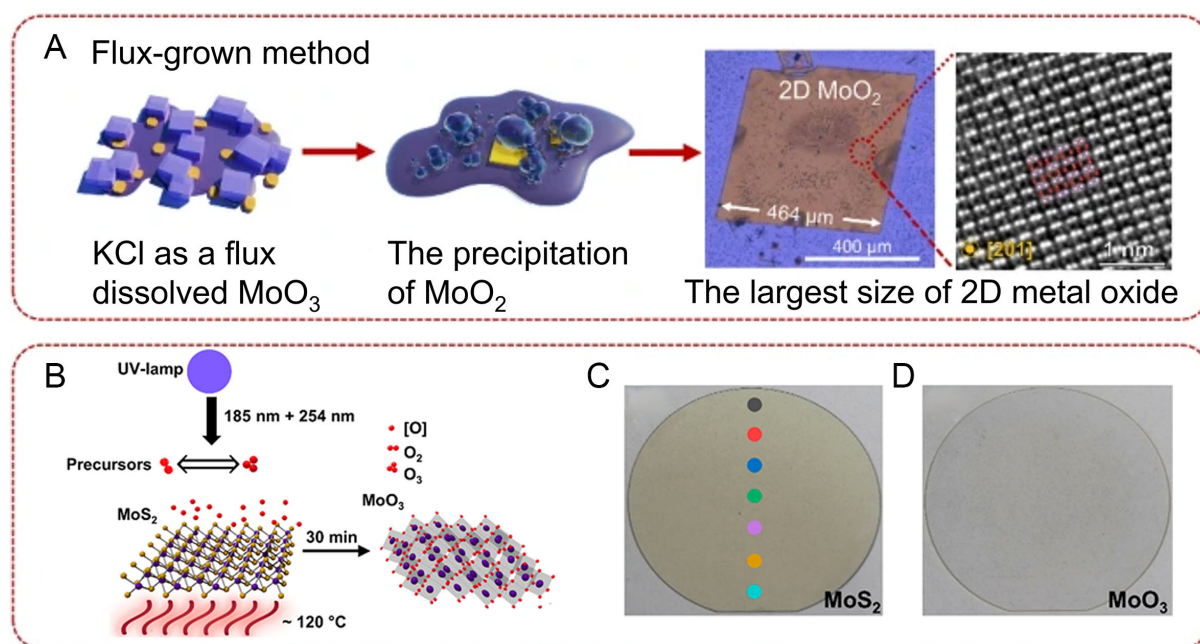 A
Flux-grown method
KCl as a flux
dissolved MoO₃
The precipitation
of MoO₂
2D MoO₂
464 μm
400 μm
[201]
1 nm
The largest size of 2D metal oxide
B
UV-lamp
185 nm + 254 nm
Precursors
[O]
O₂
O₃
MoS₂
30 min
MoO₃
~ 120 °C
C
MoS₂
D
MoO₃